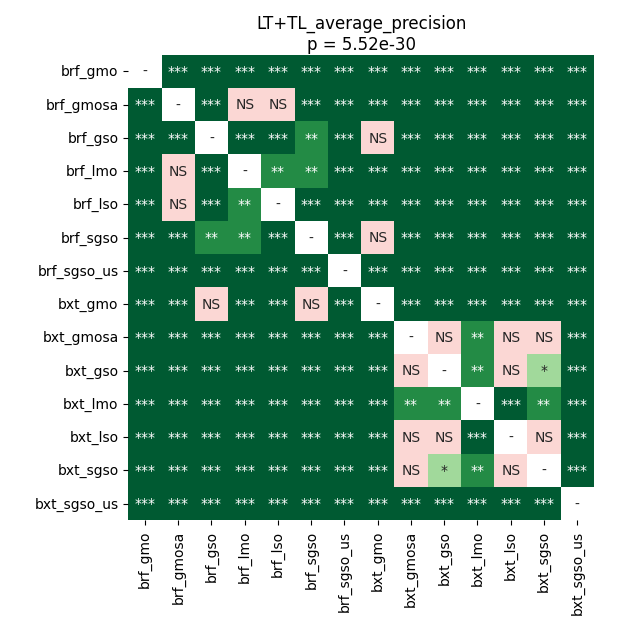 LT+TL_average_precision
p = 5.52e-30
brf_gmo - *** *** *** *** *** *** *** *** *** *** *** *** ***
brf_gmosa *** - *** NS NS *** *** *** *** *** *** *** *** ***
brf_gso *** *** - *** *** ** *** NS *** *** *** *** *** ***
brf_lmo *** NS *** - ** ** *** *** *** *** *** *** *** ***
brf_lso *** NS *** ** - *** *** *** *** *** *** *** *** ***
brf_sgso *** *** ** ** *** - *** NS *** *** *** *** *** ***
brf_sgso_us *** *** *** *** *** *** - *** *** *** *** *** *** ***
bxt_gmo *** *** NS *** *** NS *** - *** *** *** *** *** ***
bxt_gmosa *** *** *** *** *** *** *** *** - NS ** NS NS ***
bxt_gso *** *** *** *** *** *** *** *** NS - ** NS * ***
bxt_lmo *** *** *** *** *** *** *** *** ** ** - *** ** ***
bxt_lso *** *** *** *** *** *** *** *** NS NS *** - NS ***
bxt_sgso *** *** *** *** *** *** *** *** NS * ** NS - ***
bxt_sgso_us *** *** *** *** *** *** *** *** *** *** *** *** *** -
brf_gmo
brf_gmosa
brf_gso
brf_lmo
brf_lso
brf_sgso
brf_sgso_us
bxt_gmo
bxt_gmosa
bxt_gso
bxt_lmo
bxt_lso
bxt_sgso
bxt_sgso_us